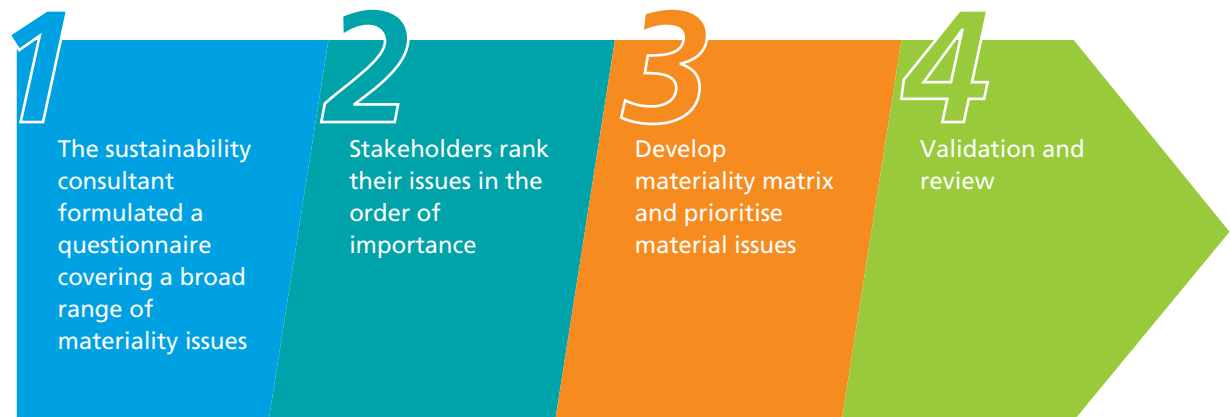 1
The sustainability
consultant
formulated a
questionnaire
covering a broad
range of
materiality issues
2
Stakeholders rank
their issues in the
order of
importance
3
Develop
materiality matrix
and prioritise
material issues
4
Validation and
review